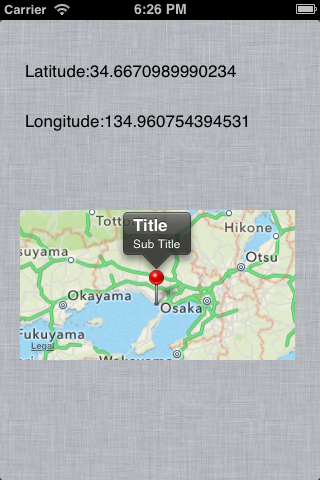 Carrier 6:26 PM
Latitude:34.6670989990234
Longitude:134.960754394531
Totto
Title
Sub Title
Hikone
suyama
Otsu
Okayama
Osaka
Fukuyama
Legal
Wakayama